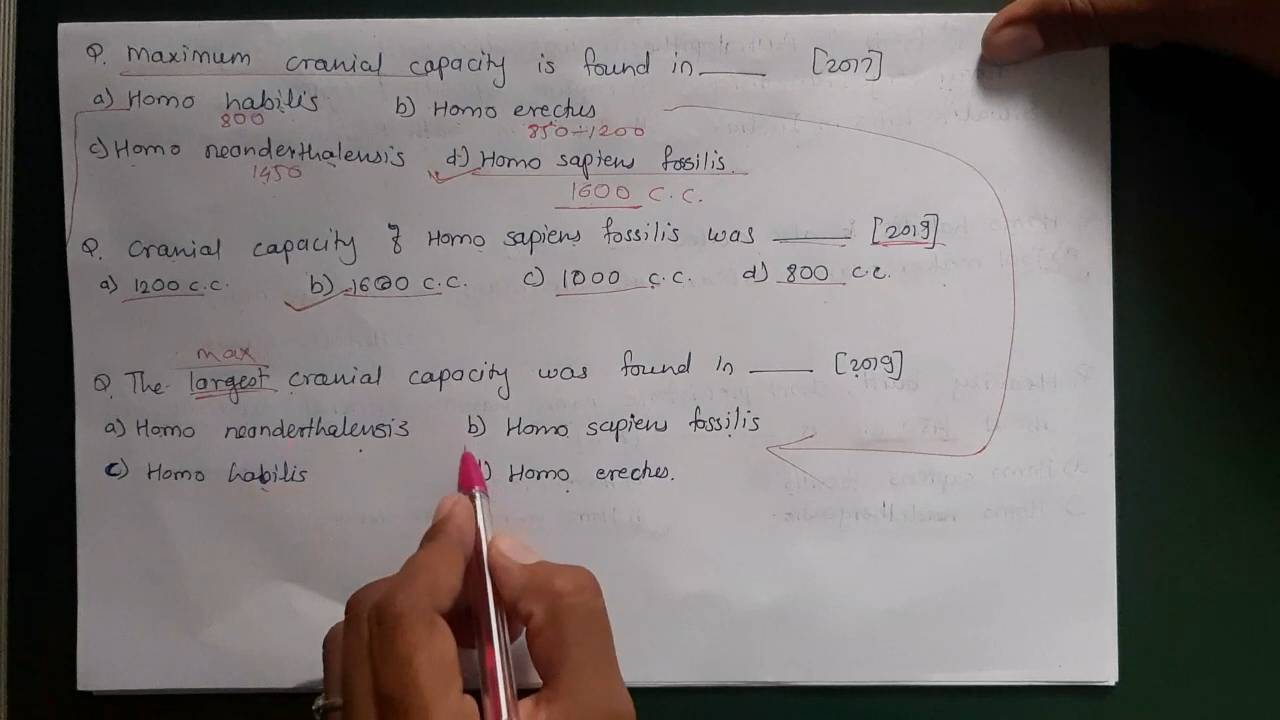 Q. Maximum cranial capacity is found in ____ [2017]
a) Homo habilis b) Homo erectus
800 850-1200
c) Homo neanderthalensis d) Homo sapiens fossilis.
1450
1600 C.C.
Q. Cranial capacity of Homo sapiens fossilis was ____ [2019]
a) 1200 c.c. b) 1600 c.c. c) 1000 c.c. d) 800 c.c.
max
Q. The largest cranial capacity was found in ____ [2019]
a) Homo neanderthalensis b) Homo sapiens fossilis
c) Homo habilis d) Homo erectus.